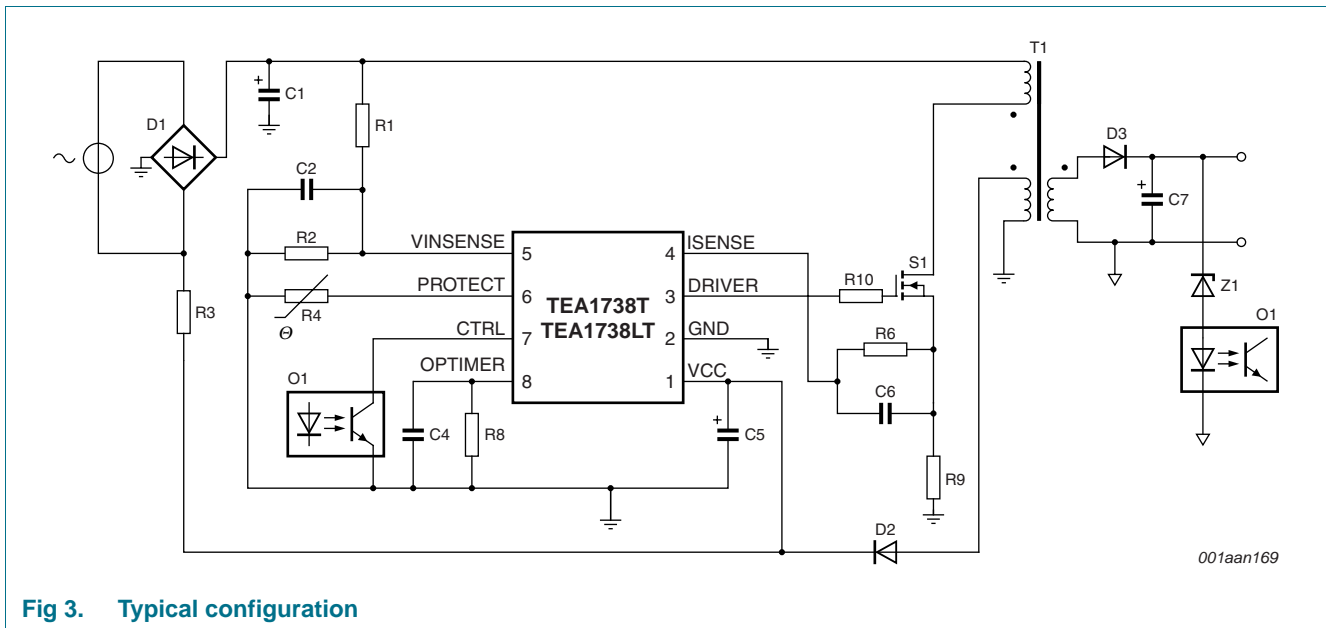 T1
+
C1
R1
D1
~
D3
C2
+
C7
R2
VINSENSE
5
4
ISENSE
S1
R10
PROTECT
6
3
DRIVER
TEA1738T
TEA1738LT
Z1
R3
R4
Θ
CTRL
7
2
GND
R6
O1
OPTIMER
8
1
VCC
O1
C6
C4
R8
+
C5
R9
D2
001aan169
Fig 3. Typical configuration